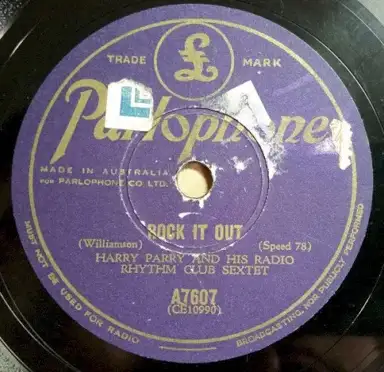 TRADE MARK
Parlophone
MADE IN AUSTRALIA
FOR PARLOPHONE CO. LTD.
ROCK IT OUT
(Williamson) (Speed 78)
HARRY PARRY AND HIS RADIO
RHYTHM CLUB SEXTET
A7607
(CE10990)
MUST NOT BE USED FOR RADIO BROADCASTING, OR PUBLICLY PERFORMED